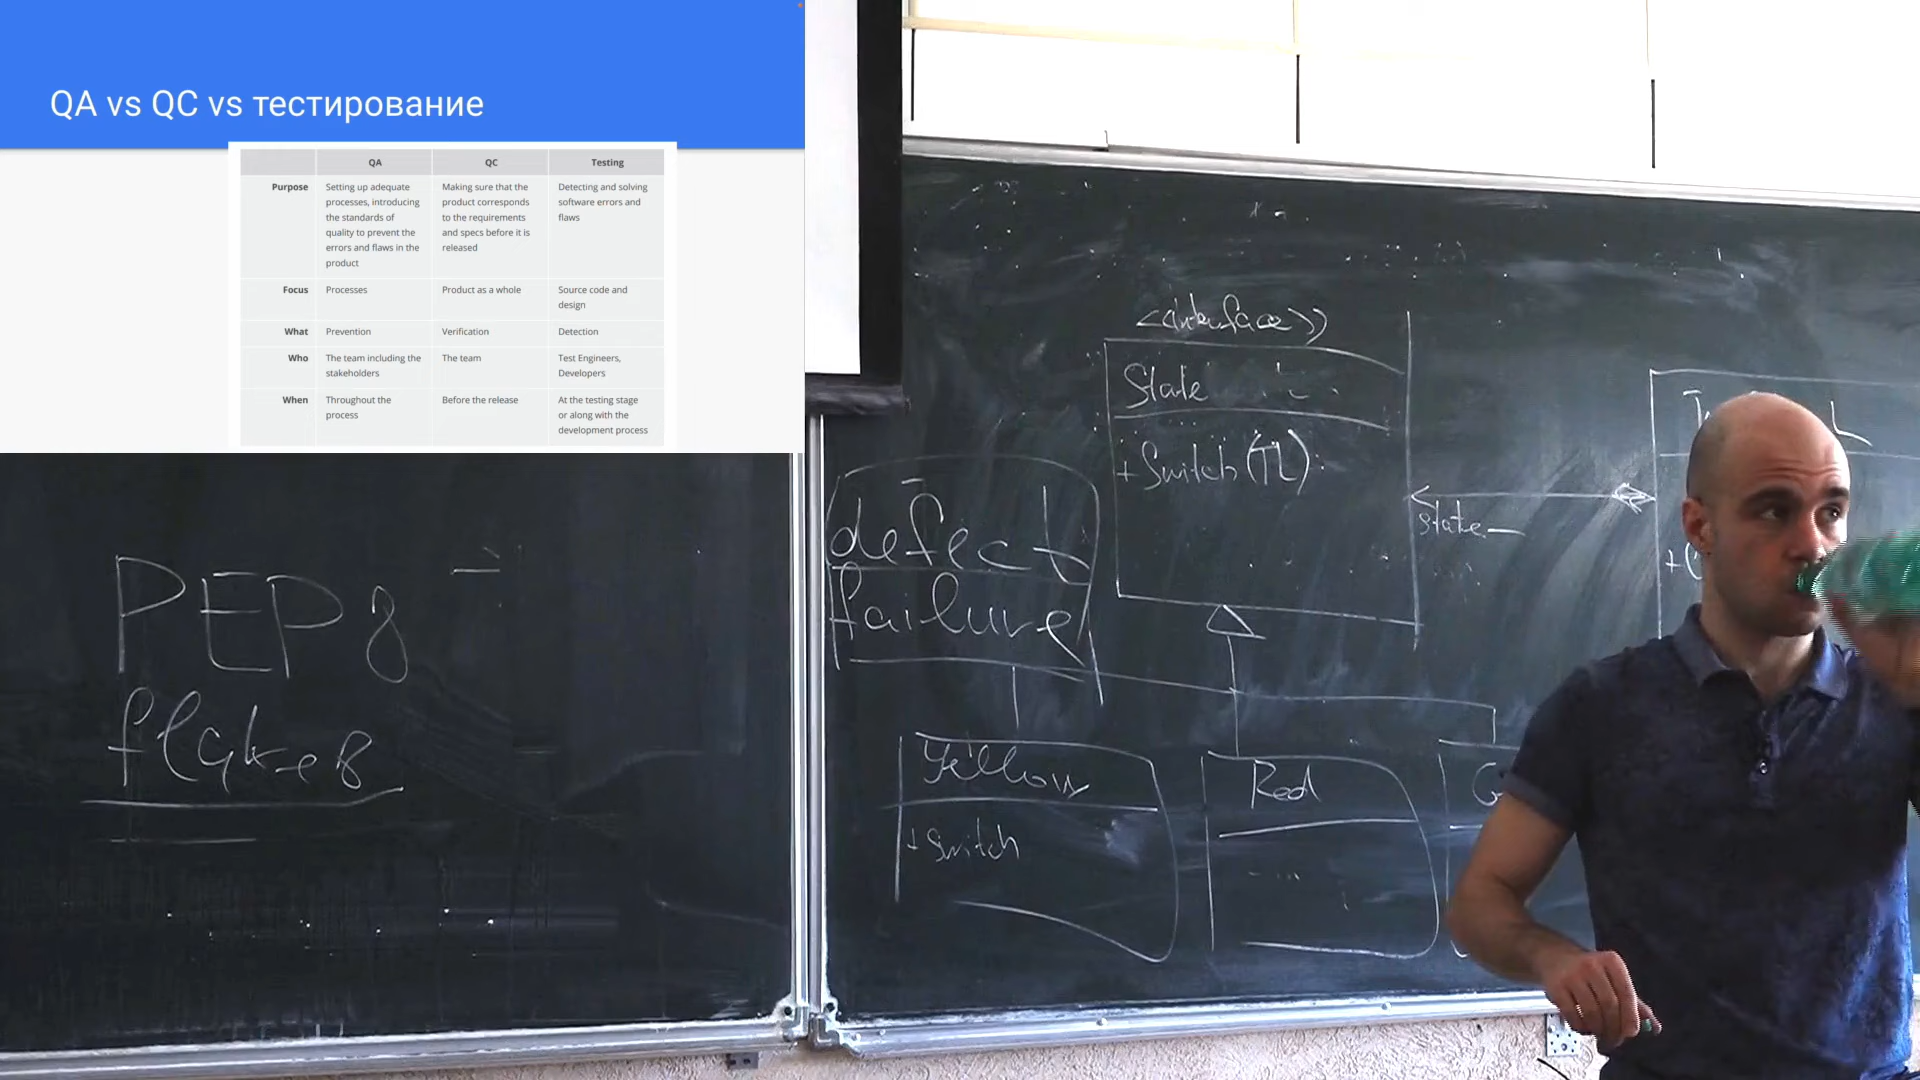 QA vs QC vs тестирование
QA QC Testing
Purpose
Setting up adequate
processes, introducing
the standards of
quality to prevent the
errors and flaws in the
product
Making sure that the
product corresponds
to the requirements
and specs before it is
released
Detecting and solving
software errors and
flaws
Focus
Processes
Product as a whole
Source code and
design
What
Prevention
Verification
Detection
Who
The team including the
stakeholders
The team
Test Engineers,
Developers
When
Throughout the
process
Before the release
At the testing stage
or along with the
development process
PEP8
flake8
defect
failure
<<interface>>
State
+ Switch (TL)
state
Yellow
+ Switch
Red